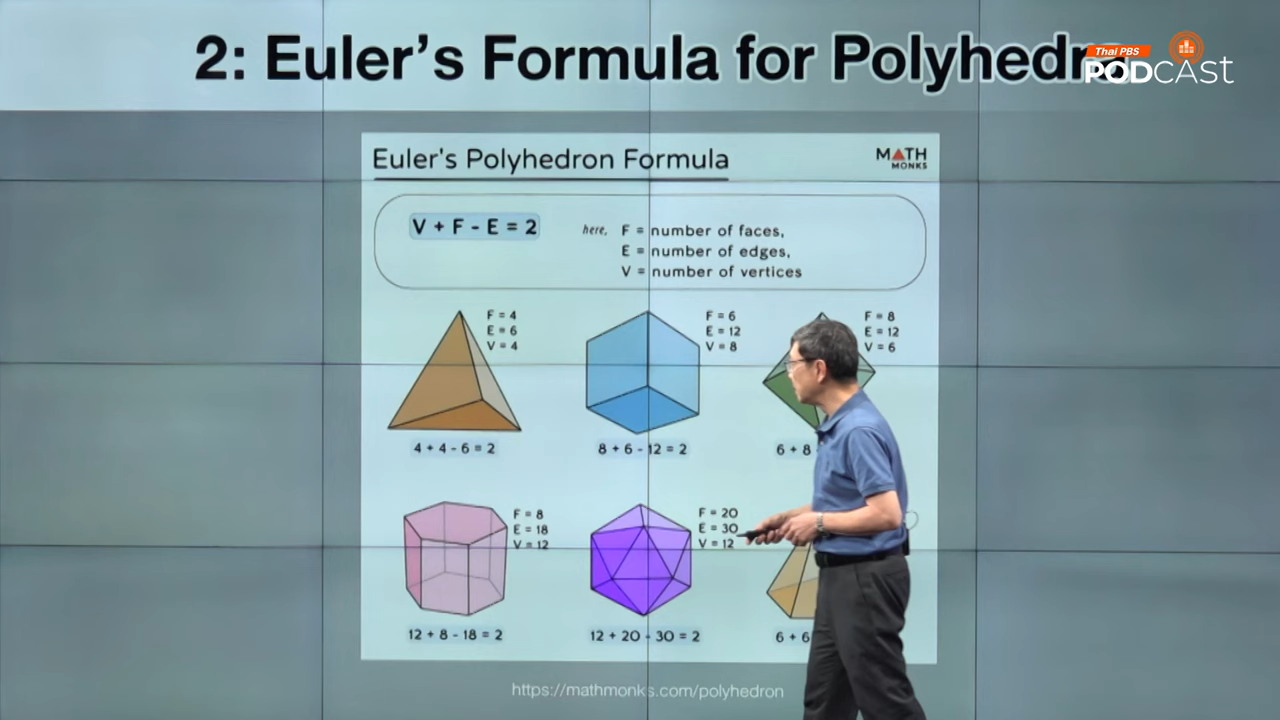 2: Euler's Formula for Polyhedra
Thai PBS
PODCAST
Euler's Polyhedron Formula
MATH
MONKS
V + F - E = 2
here, F = number of faces,
E = number of edges,
V = number of vertices
F = 4
E = 6
V = 4
F = 6
E = 12
V = 8
F = 8
E = 12
V = 6
4 + 4 - 6 = 2
8 + 6 - 12 = 2
6 + 8
F = 8
E = 18
V = 12
F = 20
E = 30
V = 12
12 + 8 - 18 = 2
12 + 20 - 30 = 2
6 + 6
https://mathmonks.com/polyhedron